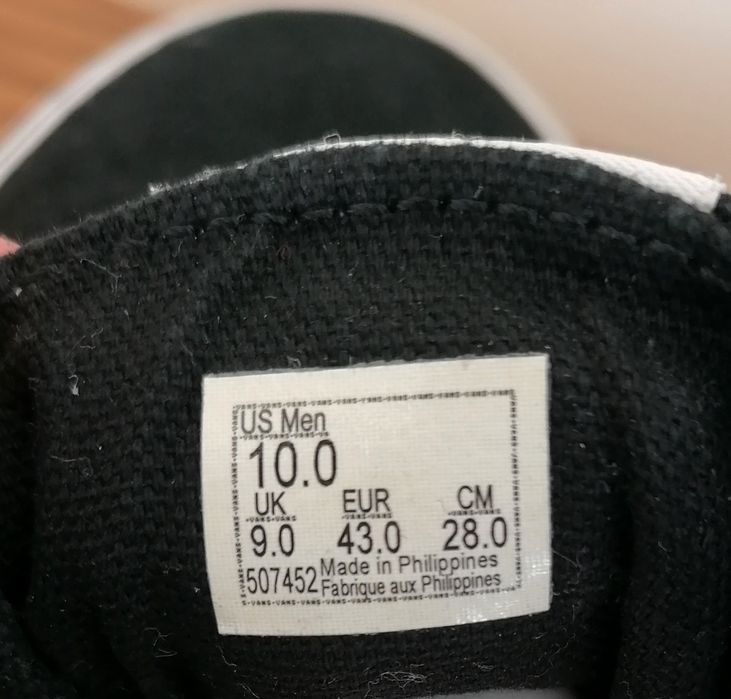 US Men
10.0
UK EUR CM
9.0 43.0 28.0
507452 Made in Philippines
Fabrique aux Philippines